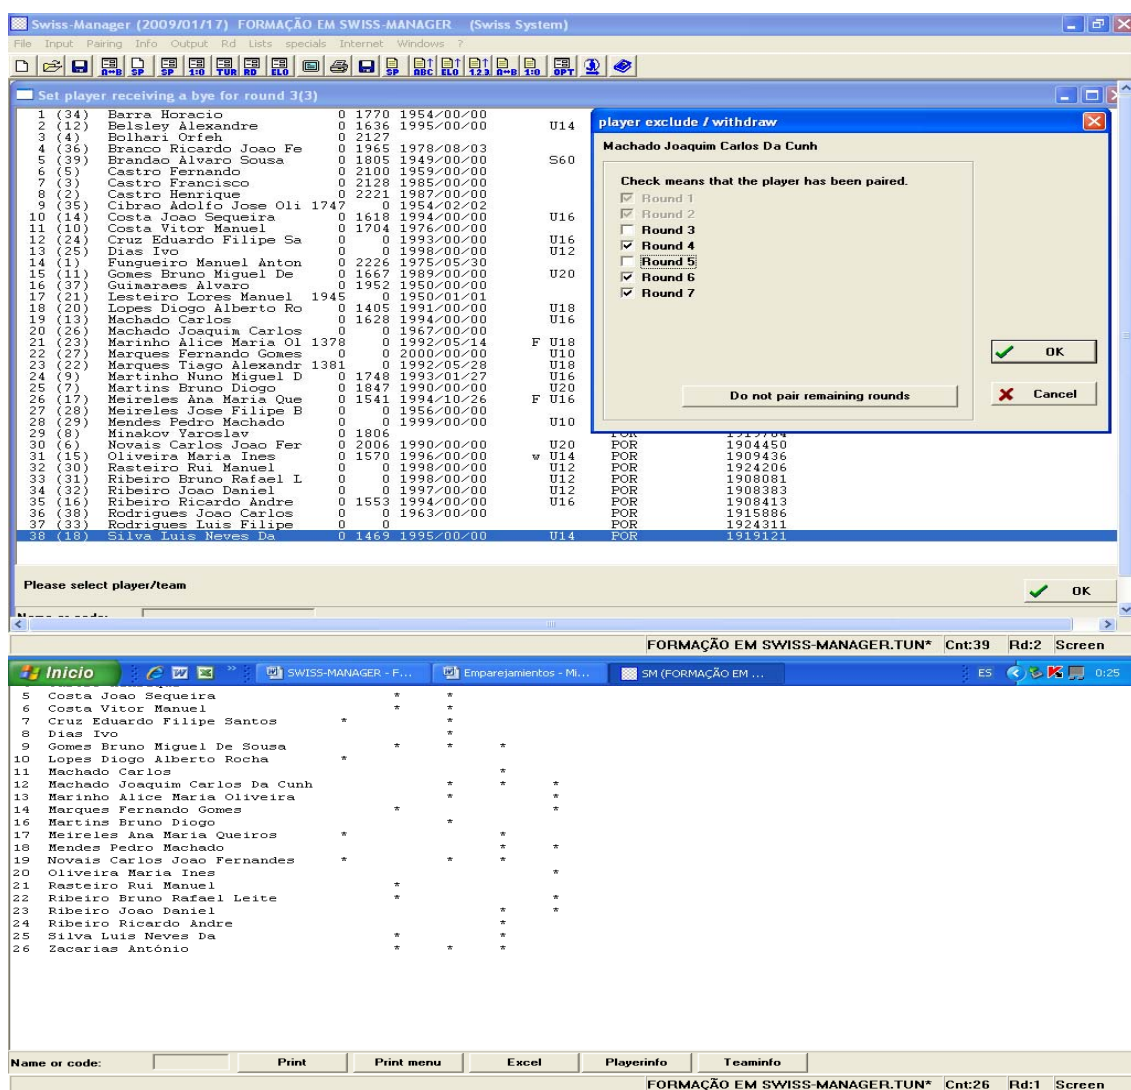 Swiss-Manager (2009/01/17) FORMAÇÃO EM SWISS-MANAGER (Swiss System)
File Input Pairing Info Output Rd Lists specials Internet Windows ?
Set player receiving a bye for round 3(3)
1 (34) Barra Horacio 0 1770 1954/00/00
2 (12) Belsley Alexandre 0 1636 1995/00/00 U14
3 (4) Bolhari Orfeh 0 2127
4 (36) Branco Ricardo Joao Fe 0 1965 1978/08/03
5 (39) Brandao Alvaro Sousa 0 1805 1949/00/00 S60
6 (5) Castro Fernando 0 2100 1959/00/00
7 (3) Castro Francisco 0 2128 1985/00/00
8 (2) Castro Henrique 0 2221 1987/00/00
9 (35) Cibrao Adolfo Jose Oli 1747 0 1954/02/02
10 (14) Costa Joao Sequeira 0 1618 1994/00/00 U16
11 (10) Costa Vitor Manuel 0 1704 1976/00/00
12 (24) Cruz Eduardo Filipe Sa 0 0 1993/00/00 U16
13 (25) Dias Ivo 0 0 1998/00/00 U12
14 (1) Fungueiro Manuel Anton 0 2226 1975/05/30
15 (11) Gomes Bruno Miguel De 0 1667 1989/00/00 U20
16 (37) Guimaraes Alvaro 0 1952 1950/00/00
17 (21) Lesteiro Lores Manuel 1945 0 1950/01/01
18 (20) Lopes Diogo Alberto Ro 0 1405 1991/00/00 U18
19 (13) Machado Carlos 0 1628 1994/00/00 U16
20 (26) Machado Joaquim Carlos 0 0 1967/00/00
21 (23) Marinho Alice Maria Ol 1378 0 1992/05/14 F U18
22 (27) Marques Fernando Gomes 0 0 2000/00/00 U10
23 (22) Marques Tiago Alexandr 1381 0 1992/05/28 U18
24 (9) Martinho Nuno Miguel D 0 1748 1993/01/27 U16
25 (7) Martins Bruno Diogo 0 1847 1990/00/00 U20
26 (17) Meireles Ana Maria Que 0 1541 1994/10/26 F U16
27 (28) Meireles Jose Filipe B 0 0 1956/00/00
28 (29) Mendes Pedro Machado 0 0 1999/00/00 U10
29 (8) Minakov Yaroslav 0 1806 POR 1919784
30 (6) Novais Carlos Joao Fer 0 2006 1990/00/00 U20 POR 1904450
31 (15) Oliveira Maria Ines 0 1570 1996/00/00 w U14 POR 1909436
32 (30) Rasteiro Rui Manuel 0 0 1998/00/00 U12 POR 1924206
33 (31) Ribeiro Bruno Rafael L 0 0 1998/00/00 U12 POR 1908081
34 (32) Ribeiro Joao Daniel 0 0 1997/00/00 U12 POR 1908383
35 (16) Ribeiro Ricardo Andre 0 1553 1994/00/00 U16 POR 1908413
36 (38) Rodrigues Joao Carlos 0 0 1963/00/00 POR 1915886
37 (33) Rodrigues Luis Filipe 0 0 POR 1924311
38 (18) Silva Luis Neves Da 0 1469 1995/00/00 U14 POR 1919121
player exclude / withdraw
Machado Joaquim Carlos Da Cunh
Check means that the player has been paired.
Round 1
Round 2
Round 3
Round 4
Round 5
Round 6
Round 7
OK
Do not pair remaining rounds
Cancel
Please select player/team
OK
FORMAÇÃO EM SWISS-MANAGER.TUN* Cnt:39 Rd:2 Screen
Inicio SWISS-MANAGER - F... Emparejamientos - Mi... SM (FORMAÇÃO EM ... ES 0:25
5 Costa Joao Sequeira * *
6 Costa Vitor Manuel * *
7 Cruz Eduardo Filipe Santos * *
8 Dias Ivo *
9 Gomes Bruno Miguel De Sousa * * *
10 Lopes Diogo Alberto Rocha *
11 Machado Carlos *
12 Machado Joaquim Carlos Da Cunh * * *
13 Marinho Alice Maria Oliveira * *
14 Marques Fernando Gomes * *
16 Martins Bruno Diogo *
17 Meireles Ana Maria Queiros * *
18 Mendes Pedro Machado * *
19 Novais Carlos Joao Fernandes * * *
20 Oliveira Maria Ines *
21 Rasteiro Rui Manuel *
22 Ribeiro Bruno Rafael Leite * *
23 Ribeiro Joao Daniel * *
24 Ribeiro Ricardo Andre *
25 Silva Luis Neves Da * *
26 Zacarias António * * *
Name or code: Print Print menu Excel Playerinfo Teaminfo
FORMAÇÃO EM SWISS-MANAGER.TUN* Cnt:26 Rd:1 Screen